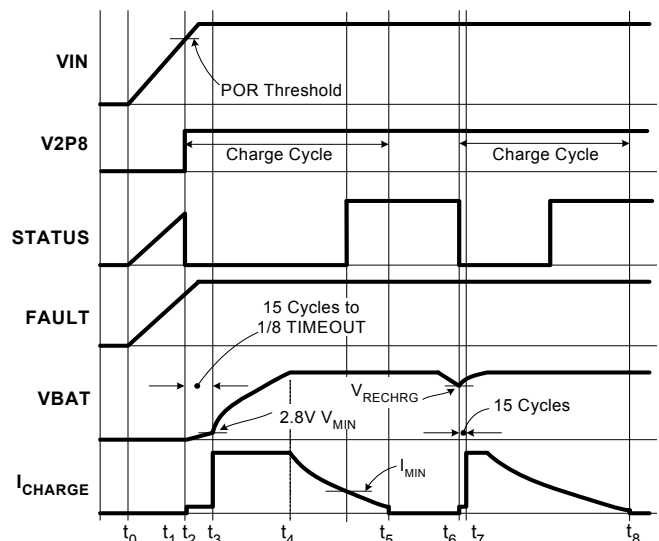 VIN
POR Threshold
V2P8
Charge Cycle
Charge Cycle
STATUS
FAULT
15 Cycles to
1/8 TIMEOUT
VBAT
VRECHRG
2.8V VMIN
15 Cycles
ICHARGE
IMIN
t0 t1 t2 t3 t4 t5 t6 t7 t8